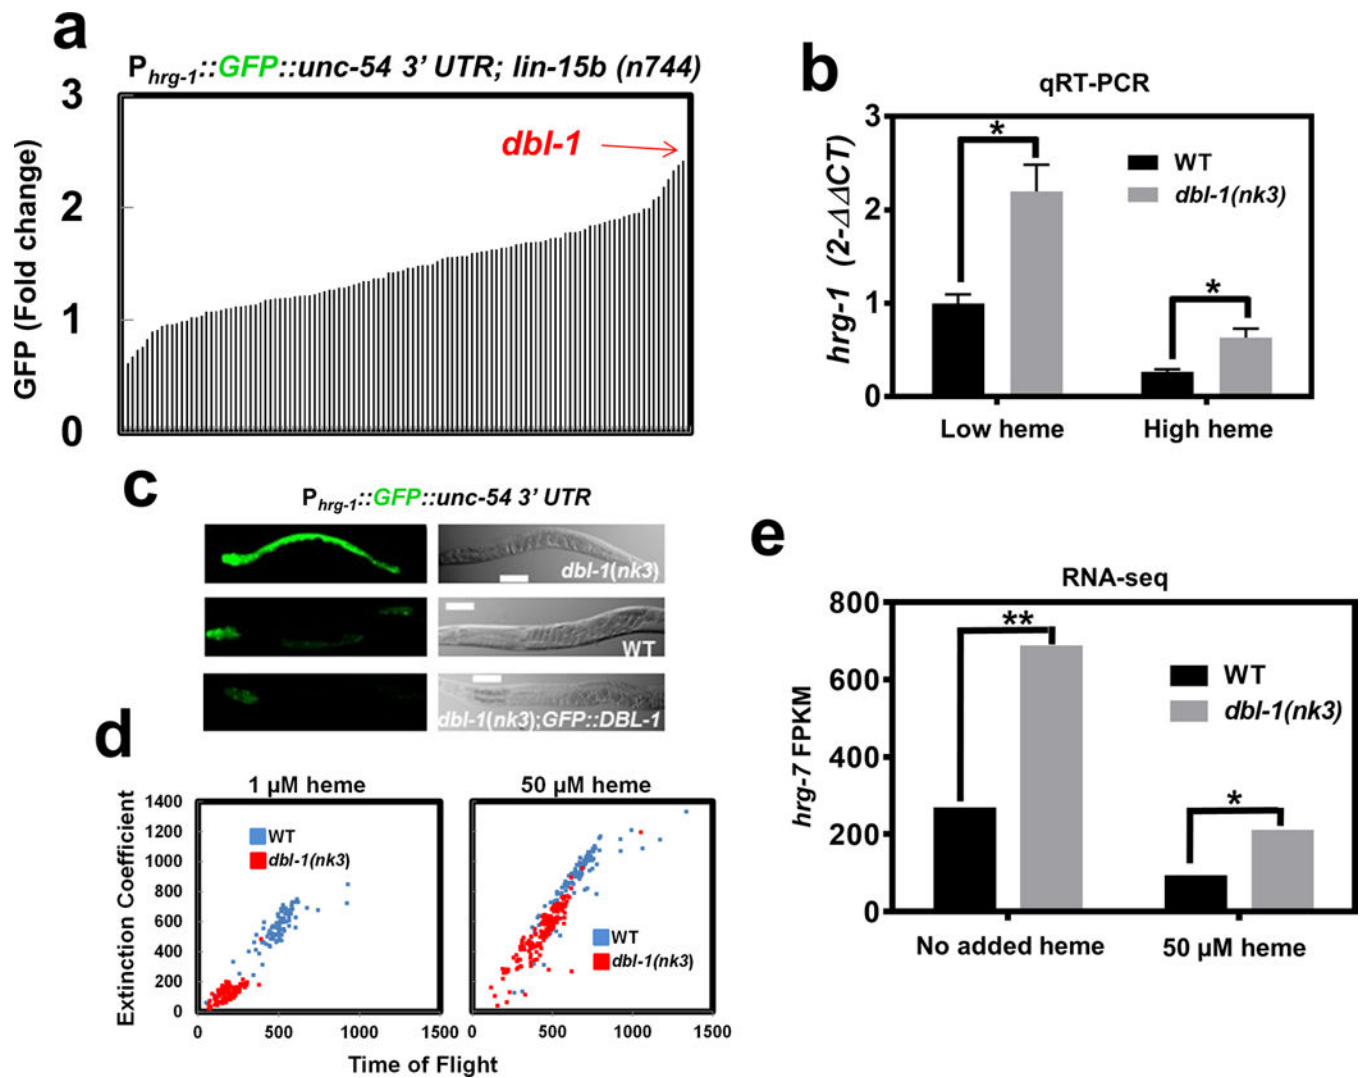 a
P hrg-1::GFP::unc-54 3' UTR; lin-15b (n744)
GFP (Fold change)
3
2
1
0
dbl-1
b
qRT-PCR
hrg-1 (2-ΔΔCT)
3
2
1
0
*
*
WT
dbl-1(nk3)
Low heme
High heme
c
P hrg-1::GFP::unc-54 3' UTR
dbl-1(nk3)
WT
dbl-1(nk3);GFP::DBL-1
d
1 µM heme
50 µM heme
Extinction Coefficient
1400
1200
1000
800
600
400
200
0
WT
dbl-1(nk3)
WT
dbl-1(nk3)
0 500 1000 1500
0 500 1000 1500
Time of Flight
e
RNA-seq
hrg-7 FPKM
800
600
400
200
0
**
*
WT
dbl-1(nk3)
No added heme
50 µM heme